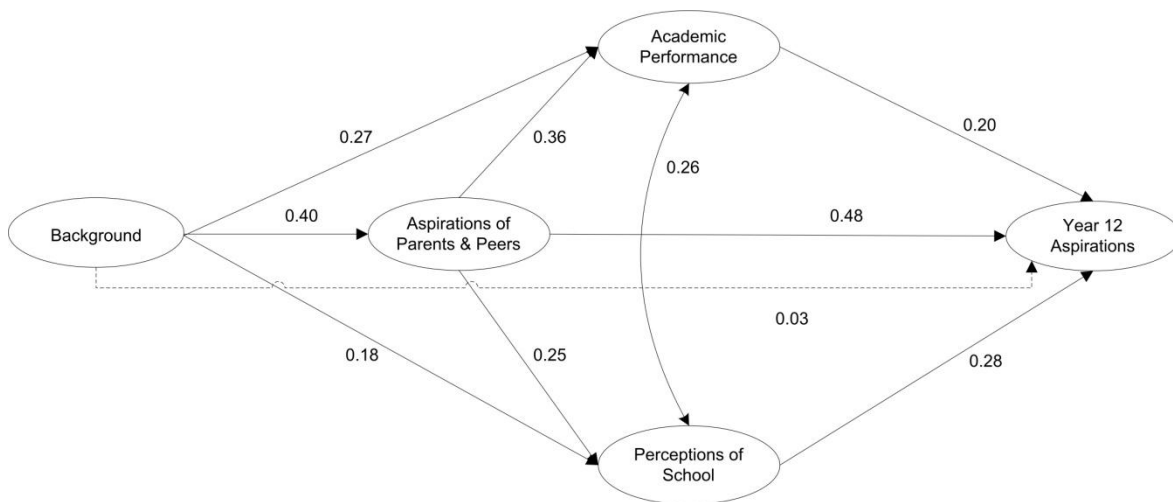 Academic
Performance
0.27
0.36
0.20
0.26
Background
0.40
Aspirations of
Parents & Peers
0.48
Year 12
Aspirations
0.03
0.18
0.25
0.28
Perceptions of
School